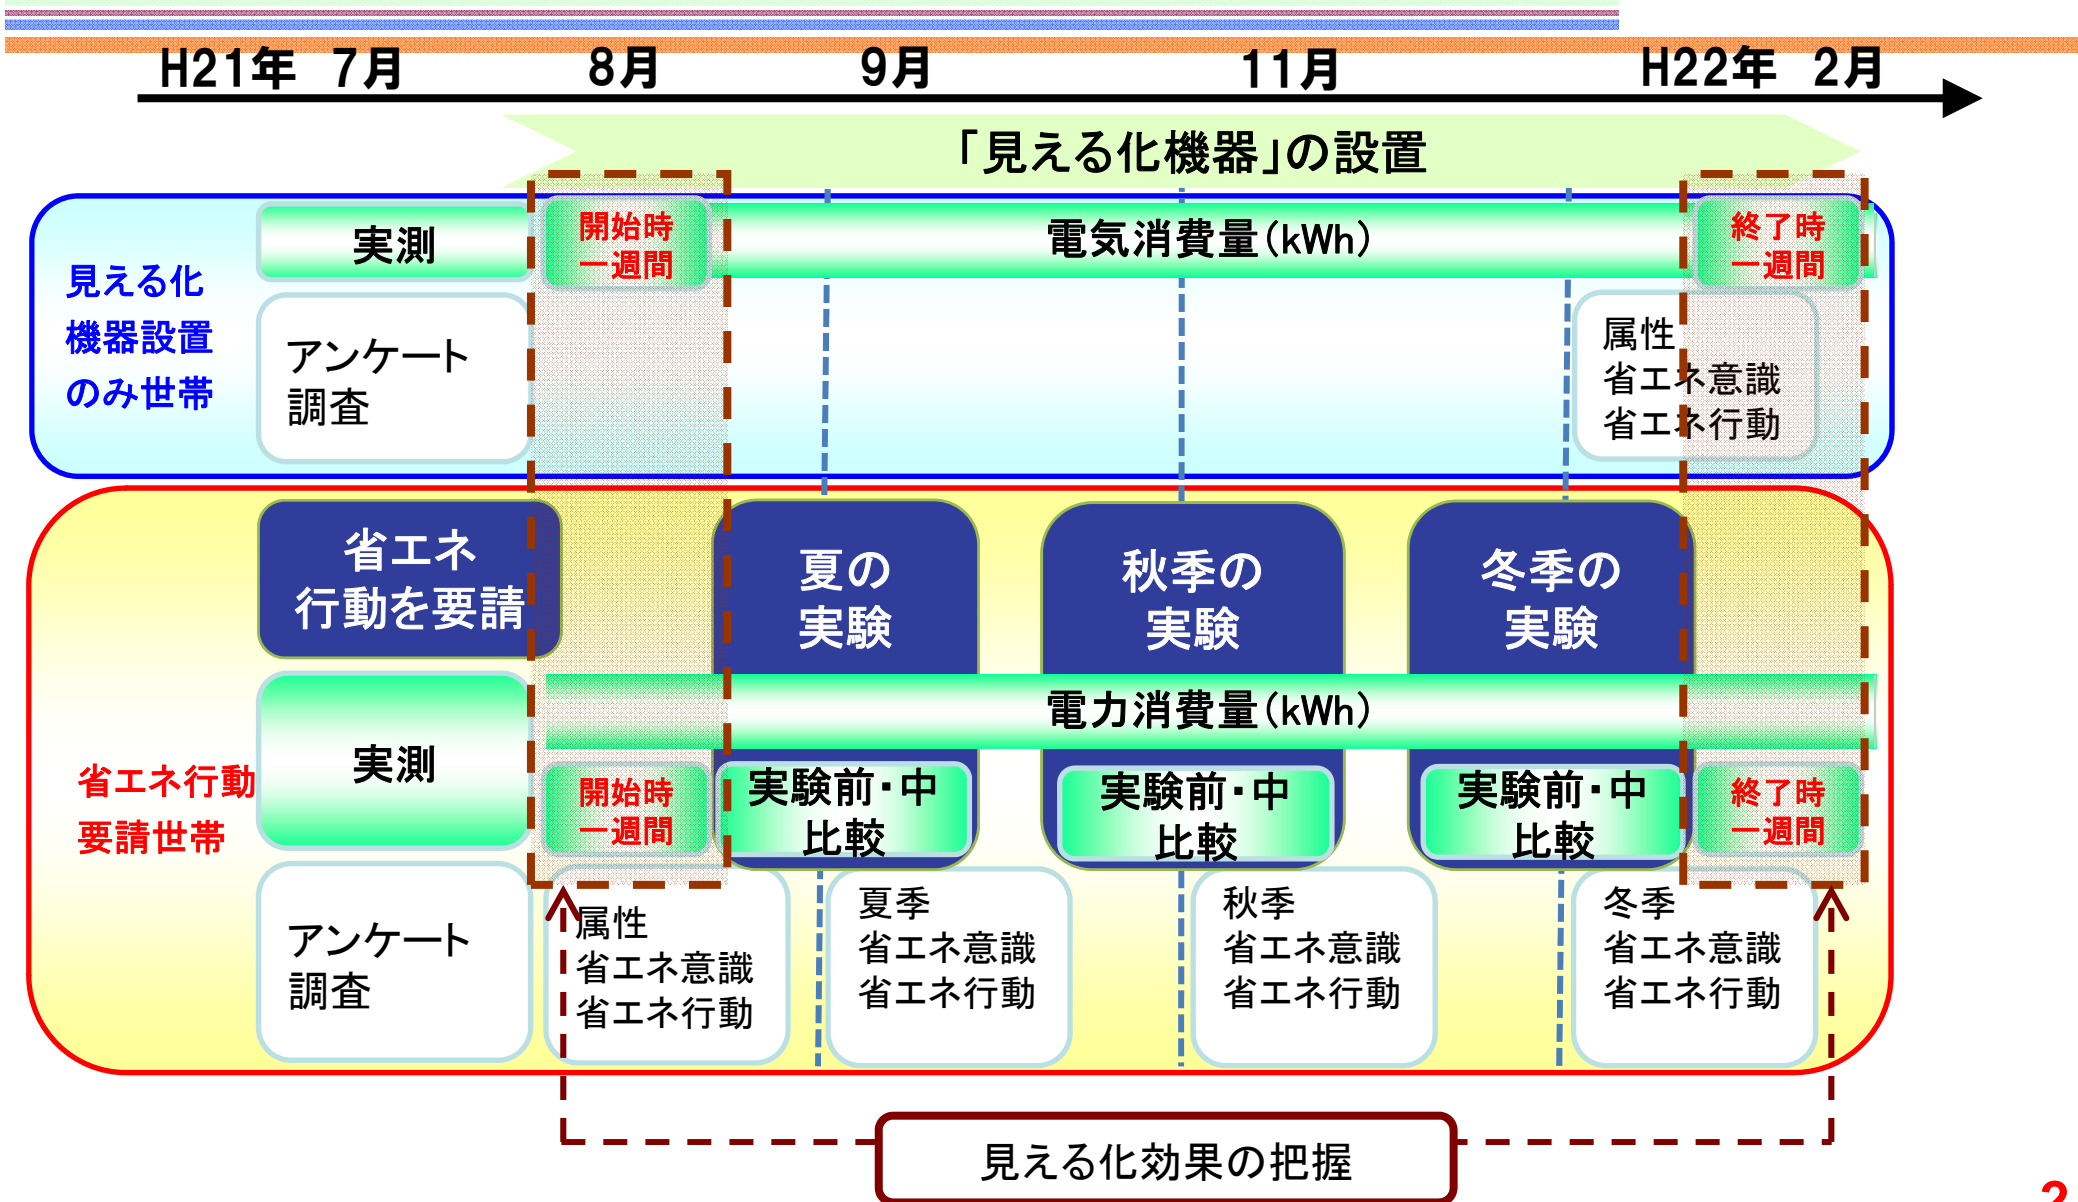 H21年 7月 8月 9月 11月 H22年 2月
「見える化機器」の設置
見える化
機器設置
のみ世帯
実測
開始時
一週間
電気消費量(kWh)
終了時
一週間
アンケート
調査
属性
省エネ意識
省エネ行動
省エネ行動
要請世帯
省エネ
行動を要請
夏の
実験
秋季の
実験
冬季の
実験
実測
電力消費量(kWh)
開始時
一週間
実験前・中
比較
実験前・中
比較
実験前・中
比較
終了時
一週間
アンケート
調査
属性
省エネ意識
省エネ行動
夏季
省エネ意識
省エネ行動
秋季
省エネ意識
省エネ行動
冬季
省エネ意識
省エネ行動
見える化効果の把握
2